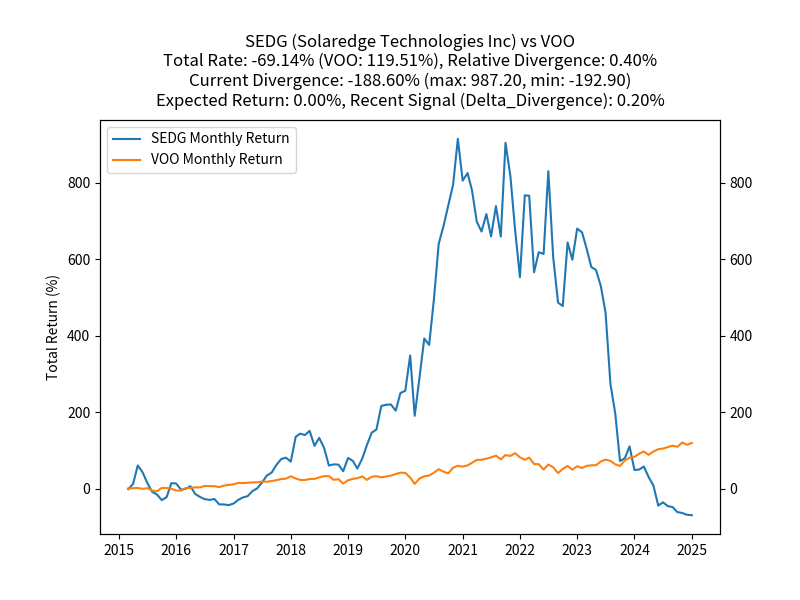 SEDG (Solaredge Technologies Inc) vs VOO
Total Rate: -69.14% (VOO: 119.51%), Relative Divergence: 0.40%
Current Divergence: -188.60% (max: 987.20, min: -192.90)
Expected Return: 0.00%, Recent Signal (Delta_Divergence): 0.20%
SEDG Monthly Return
VOO Monthly Return
Total Return (%)
800
600
400
200
0
800
600
400
200
0
2015 2016 2017 2018 2019 2020 2021 2022 2023 2024 2025